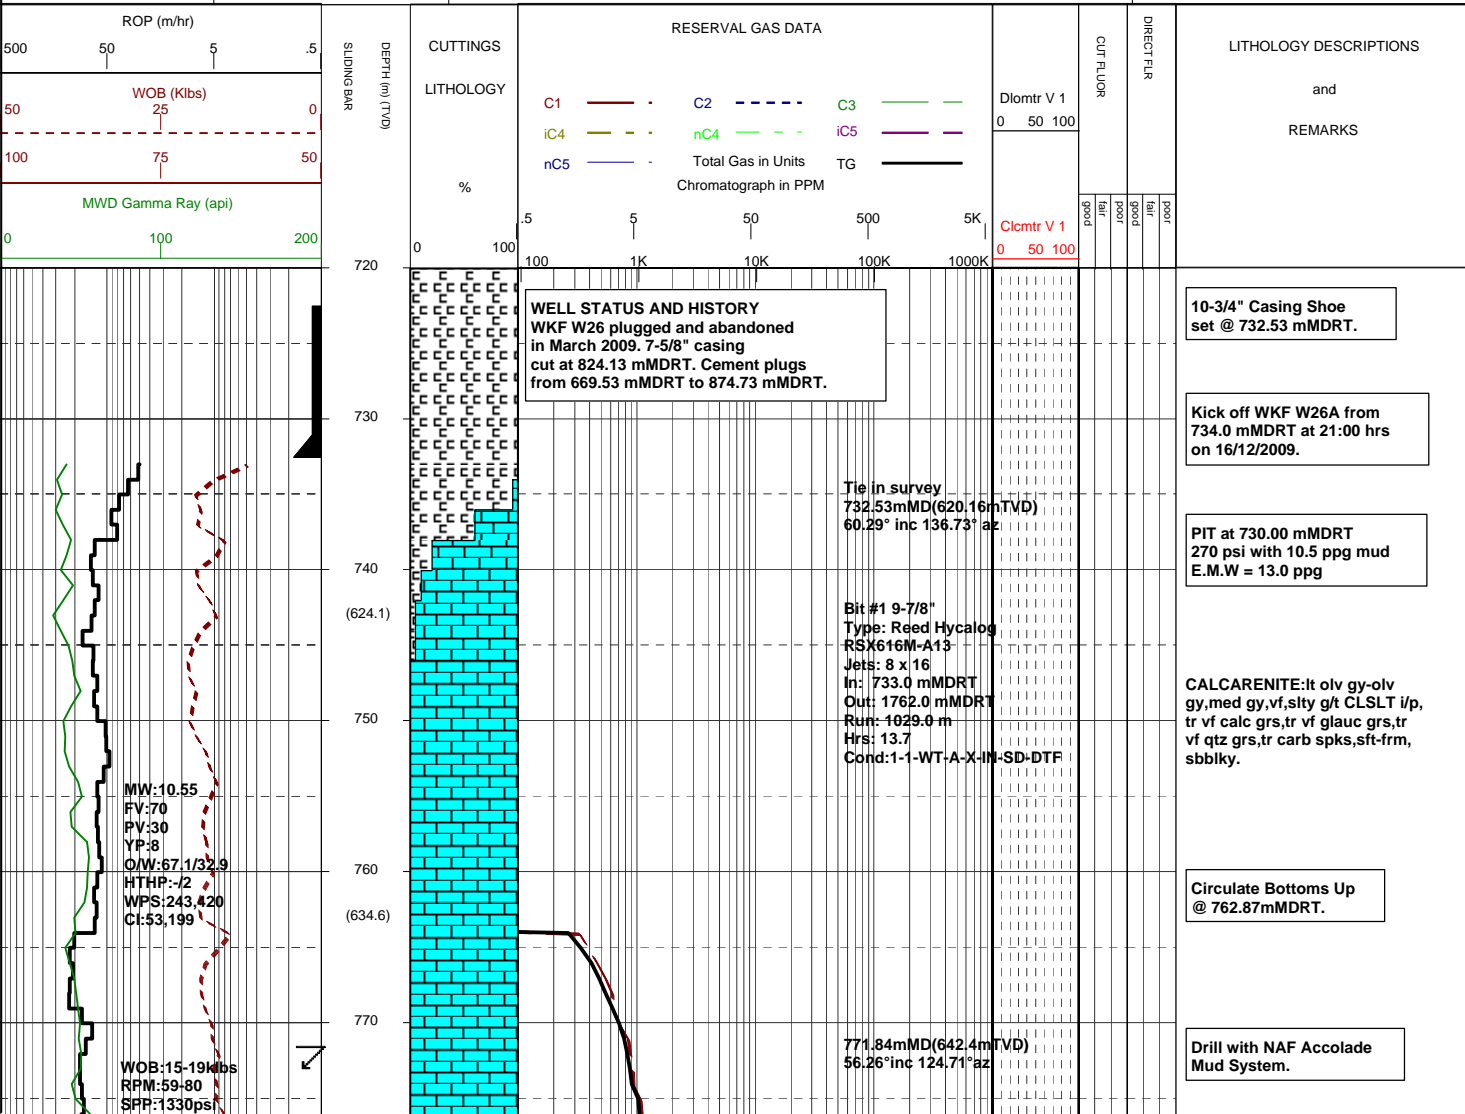 ROP (m/hr)
500 50 5 .5
WOB (Klbs)
50 25 0
100 75 50
MWD Gamma Ray (api)
0 100 200
SLIDING BAR
DEPTH (m) (TVD)
CUTTINGS
LITHOLOGY
%
0 100
RESERVAL GAS DATA
C1 C2 C3
iC4 nC4 iC5
nC5 Total Gas in Units TG
Chromatograph in PPM
.5 5 50 500 5K
100 1K 10K 100K 1000K
Dlomtr V 1
0 50 100
Clcmtr V 1
0 50 100
CUT FLUOR
DIRECT FLR
good fair poor good fair poor
LITHOLOGY DESCRIPTIONS
and
REMARKS
720
730
740
(624.1)
750
760
(634.6)
770
WELL STATUS AND HISTORY
WKF W26 plugged and abandoned
in March 2009. 7-5/8" casing
cut at 824.13 mMDRT. Cement plugs
from 669.53 mMDRT to 874.73 mMDRT.
10-3/4" Casing Shoe
set @ 732.53 mMDRT.
Kick off WKF W26A from
734.0 mMDRT at 21:00 hrs
on 16/12/2009.
Tie in survey
732.53mMD(620.16mTVD)
60.29° inc 136.73° az
PIT at 730.00 mMDRT
270 psi with 10.5 ppg mud
E.M.W = 13.0 ppg
Bit #1 9-7/8"
Type: Reed Hycalog
RSX616M-A13
Jets: 8 x 16
In: 733.0 mMDRT
Out: 1762.0 mMDRT
Run: 1029.0 m
Hrs: 13.7
Cond:1-1-WT-A-X-IN-SD-DTF
CALCARENITE:lt olv gy-olv
gy,med gy,vf,slty g/t CLSLT i/p,
tr vf calc grs,tr vf glauc grs,tr
vf qtz grs,tr carb spks,sft-frm,
sbblky.
MW:10.55
FV:70
PV:30
YP:8
O/W:67.1/32.9
HTHP:-/2
WPS:243,420
Cl:53,199
Circulate Bottoms Up
@ 762.87mMDRT.
771.84mMD(642.4mTVD)
56.26°inc 124.71°az
Drill with NAF Accolade
Mud System.
WOB:15-19klbs
RPM:59-80
SPP:1330psi